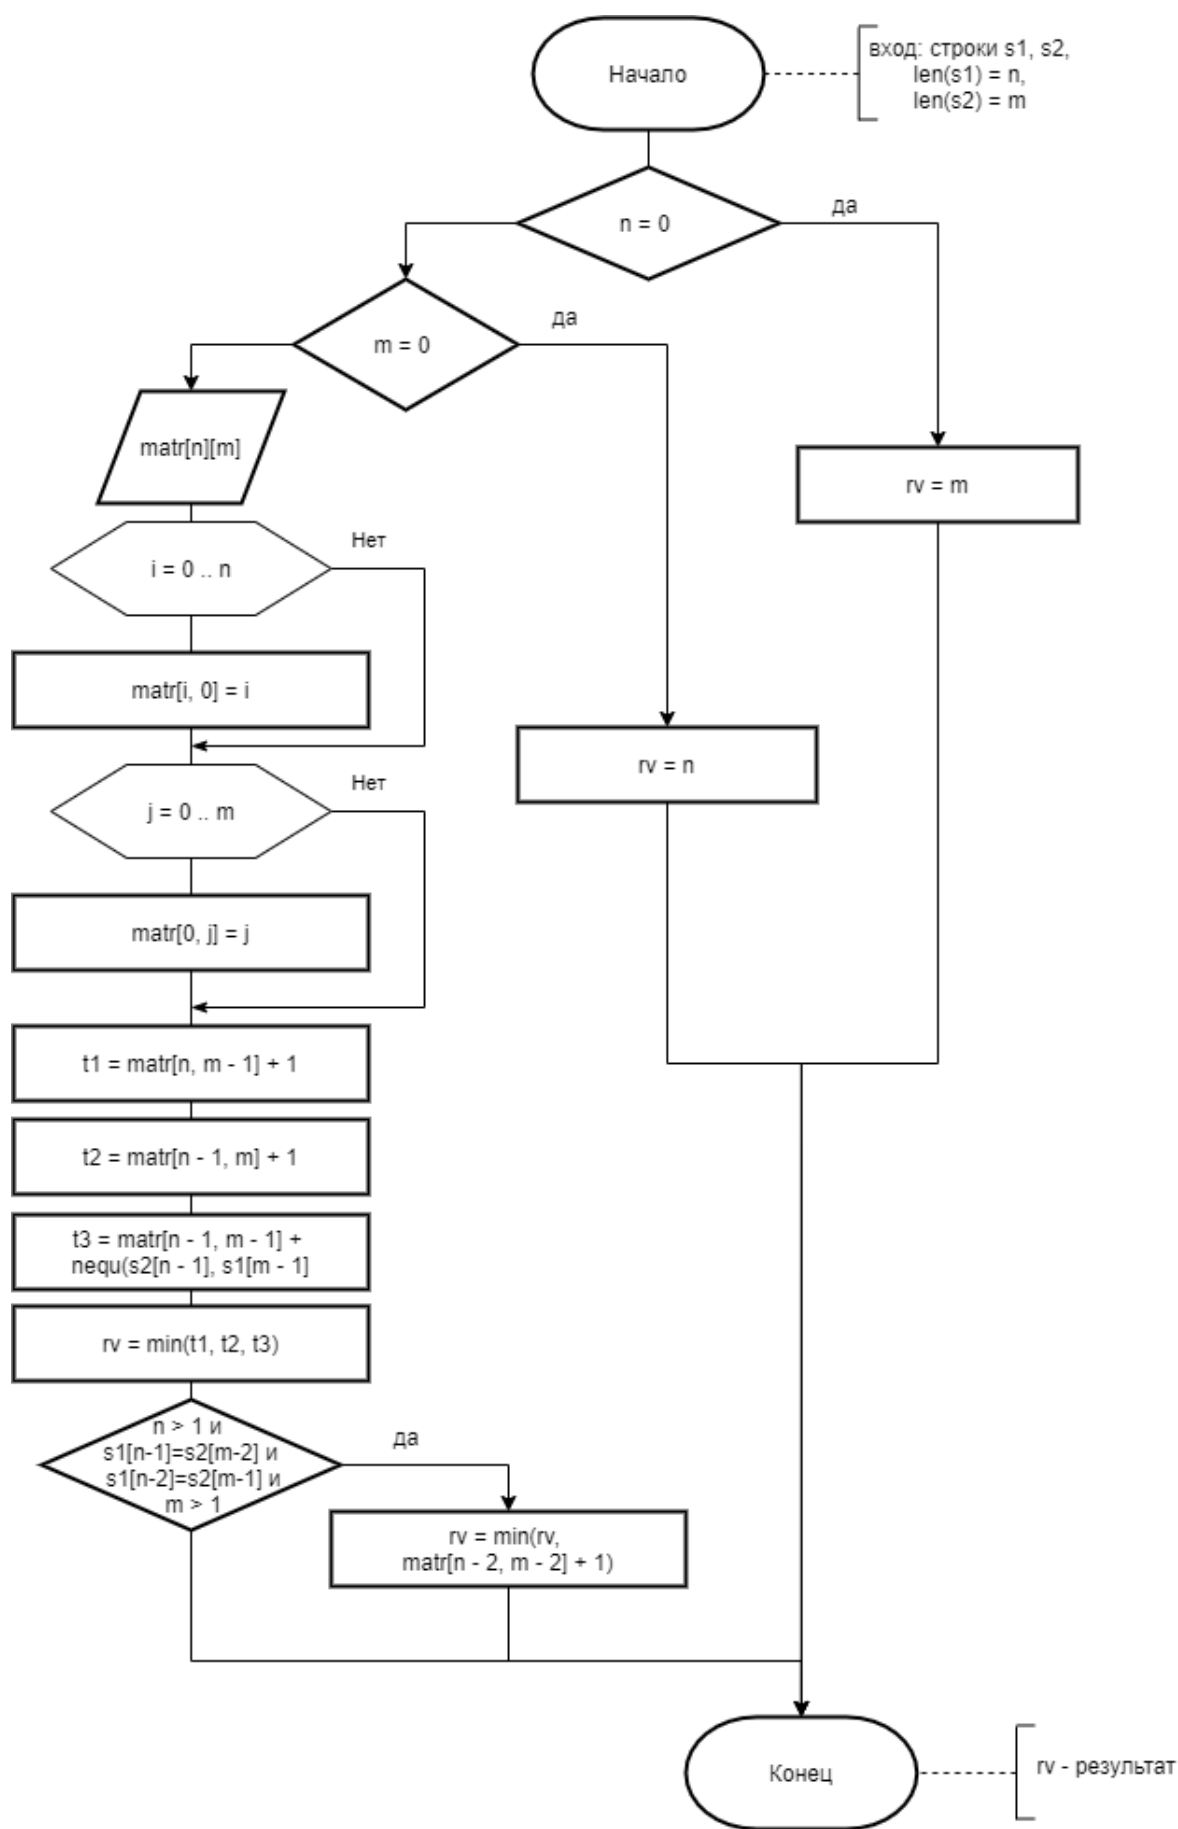 Начало
вход: строки s1, s2,
len(s1) = n,
len(s2) = m
n = 0
да
m = 0
да
matr[n][m]
rv = m
i = 0 .. n
Нет
matr[i, 0] = i
rv = n
j = 0 .. m
Нет
matr[0, j] = j
t1 = matr[n, m - 1] + 1
t2 = matr[n - 1, m] + 1
t3 = matr[n - 1, m - 1] +
nequ(s2[n - 1], s1[m - 1]
rv = min(t1, t2, t3)
n > 1 и
s1[n-1]=s2[m-2] и
s1[n-2]=s2[m-1] и
m > 1
да
rv = min(rv,
matr[n - 2, m - 2] + 1)
Конец
rv - результат